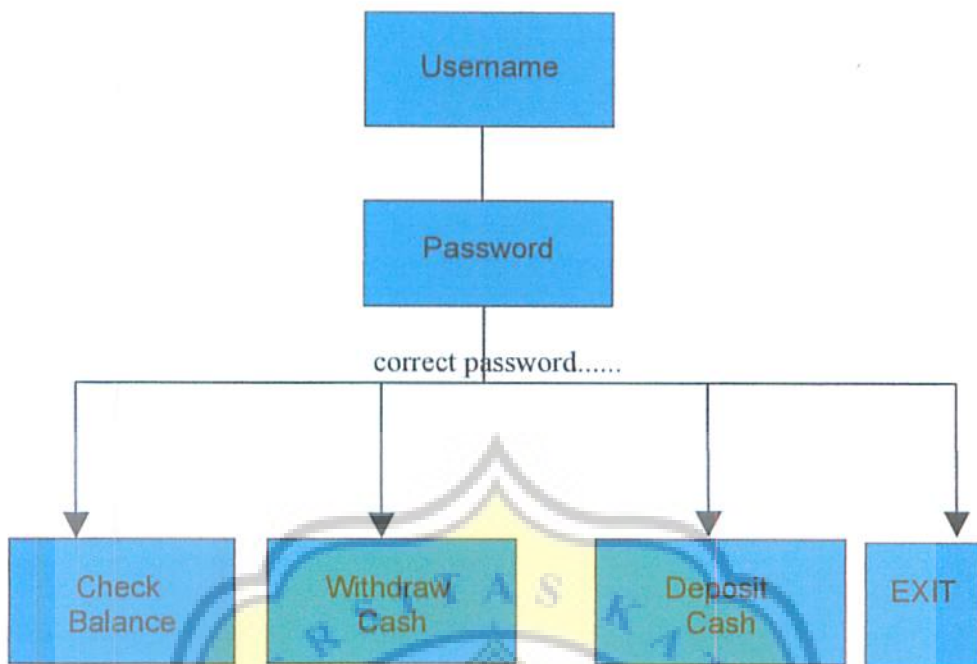 Username
Password
correct password......
Check
Balance
Withdraw
Cash
Deposit
Cash
EXIT
R S I T A S K A